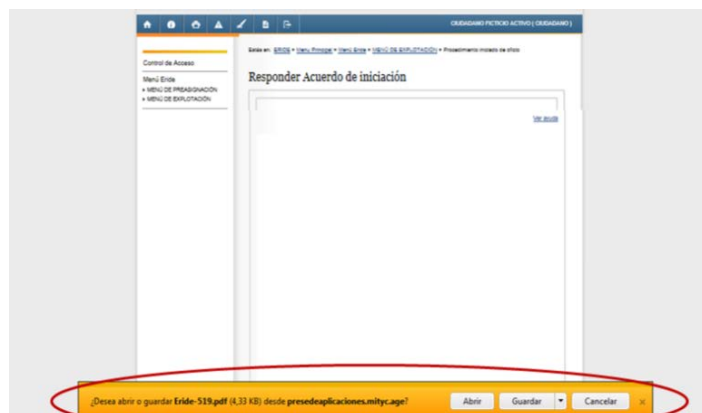 CIUDADANO FICTICIO ACTIVO ( CIUDADANO )
Estás en: ERIDE • Menú Principal • Menú Eride • MENÚ DE EXPLOTACIÓN • Procedimiento iniciado de oficio
Control de Acceso
Responder Acuerdo de iniciación
Menú Eride
MENÚ DE PREASIGNACIÓN
MENÚ DE EXPLOTACIÓN
Ver ayuda
¿Desea abrir o guardar Eride-519.pdf (4,33 KB) desde presedeaplicaciones.mityc.age?
Abrir
Guardar
Cancelar